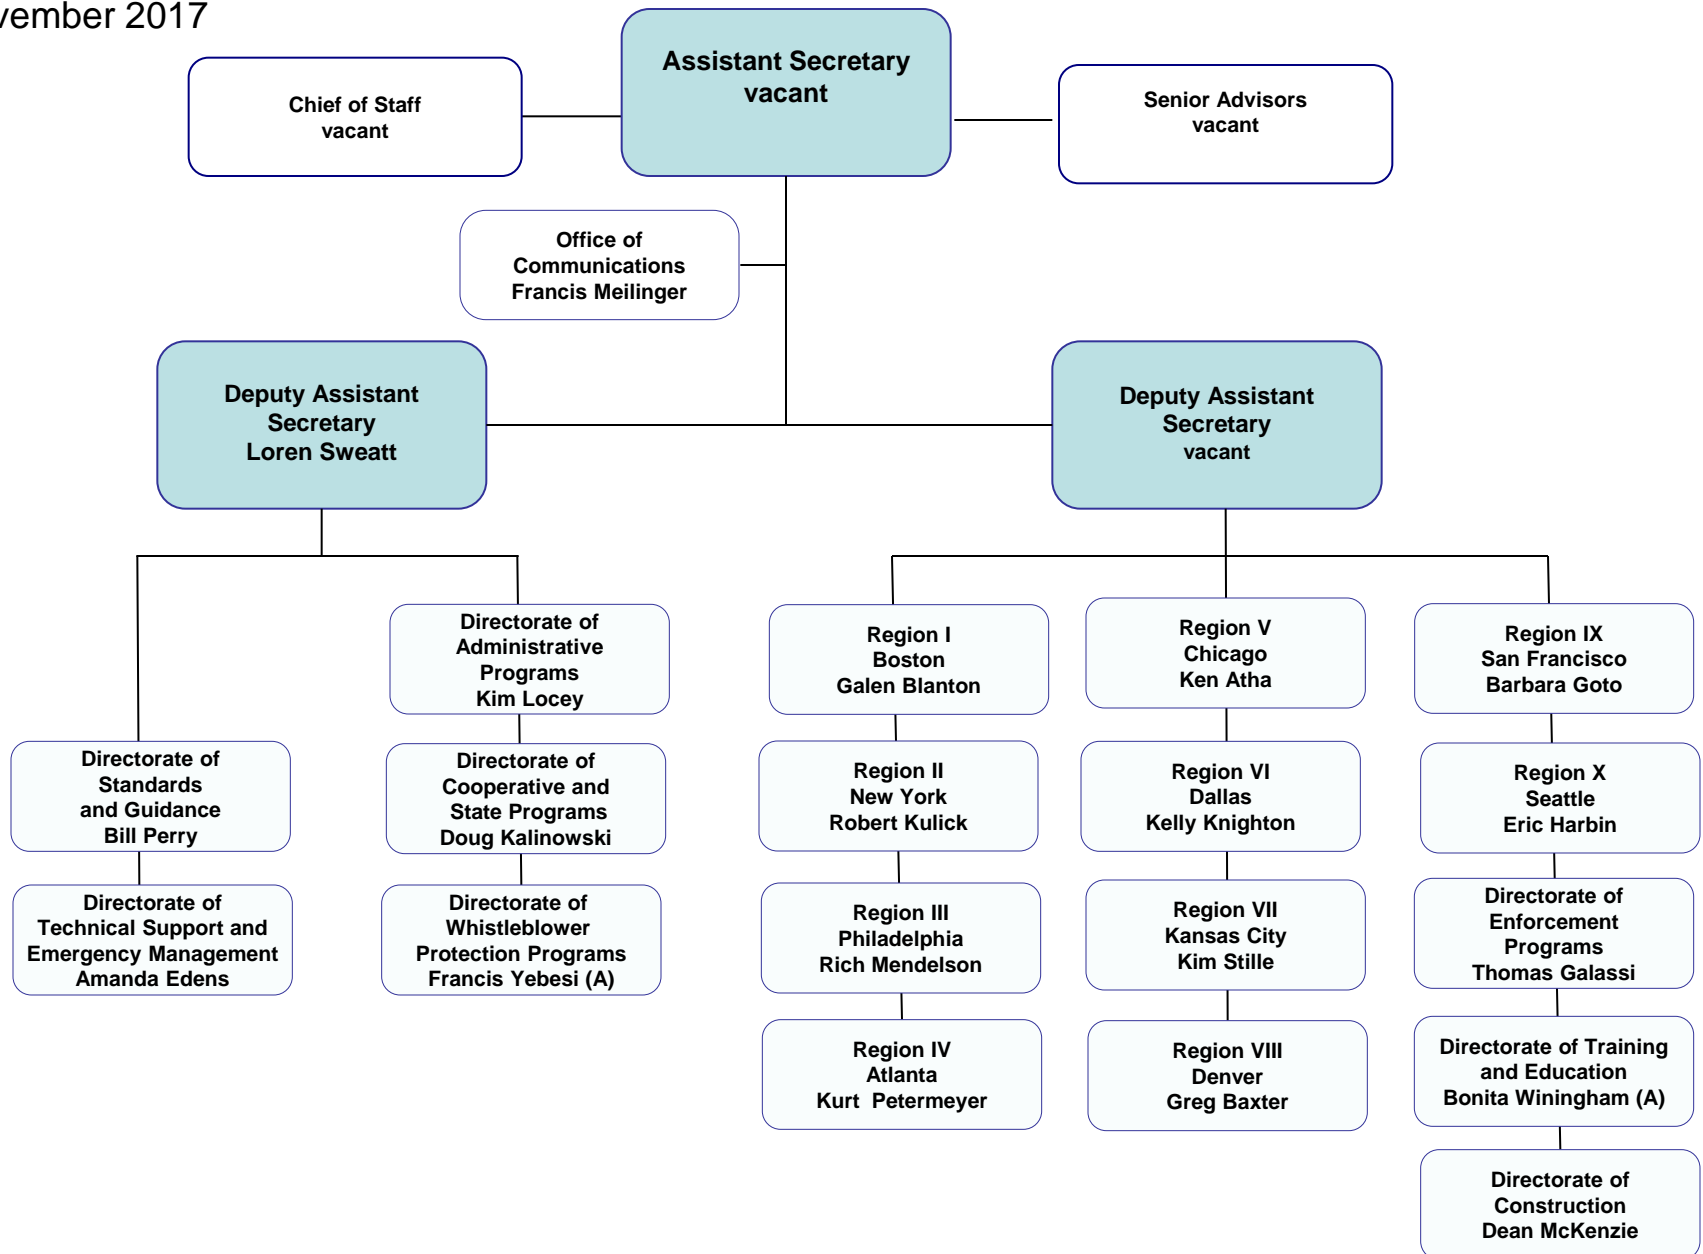 vember 2017
Assistant Secretary
vacant
Chief of Staff
vacant
Senior Advisors
vacant
Office of
Communications
Francis Meilinger
Deputy Assistant
Secretary
Loren Sweatt
Deputy Assistant
Secretary
vacant
Directorate of
Standards
and Guidance
Bill Perry
Directorate of
Technical Support and
Emergency Management
Amanda Edens
Directorate of
Administrative
Programs
Kim Locey
Directorate of
Cooperative and
State Programs
Doug Kalinowski
Directorate of
Whistleblower
Protection Programs
Francis Yebesi (A)
Region I
Boston
Galen Blanton
Region II
New York
Robert Kulick
Region III
Philadelphia
Rich Mendelson
Region IV
Atlanta
Kurt Petermeyer
Region V
Chicago
Ken Atha
Region VI
Dallas
Kelly Knighton
Region VII
Kansas City
Kim Stille
Region VIII
Denver
Greg Baxter
Region IX
San Francisco
Barbara Goto
Region X
Seattle
Eric Harbin
Directorate of
Enforcement
Programs
Thomas Galassi
Directorate of Training
and Education
Bonita Winingham (A)
Directorate of
Construction
Dean McKenzie